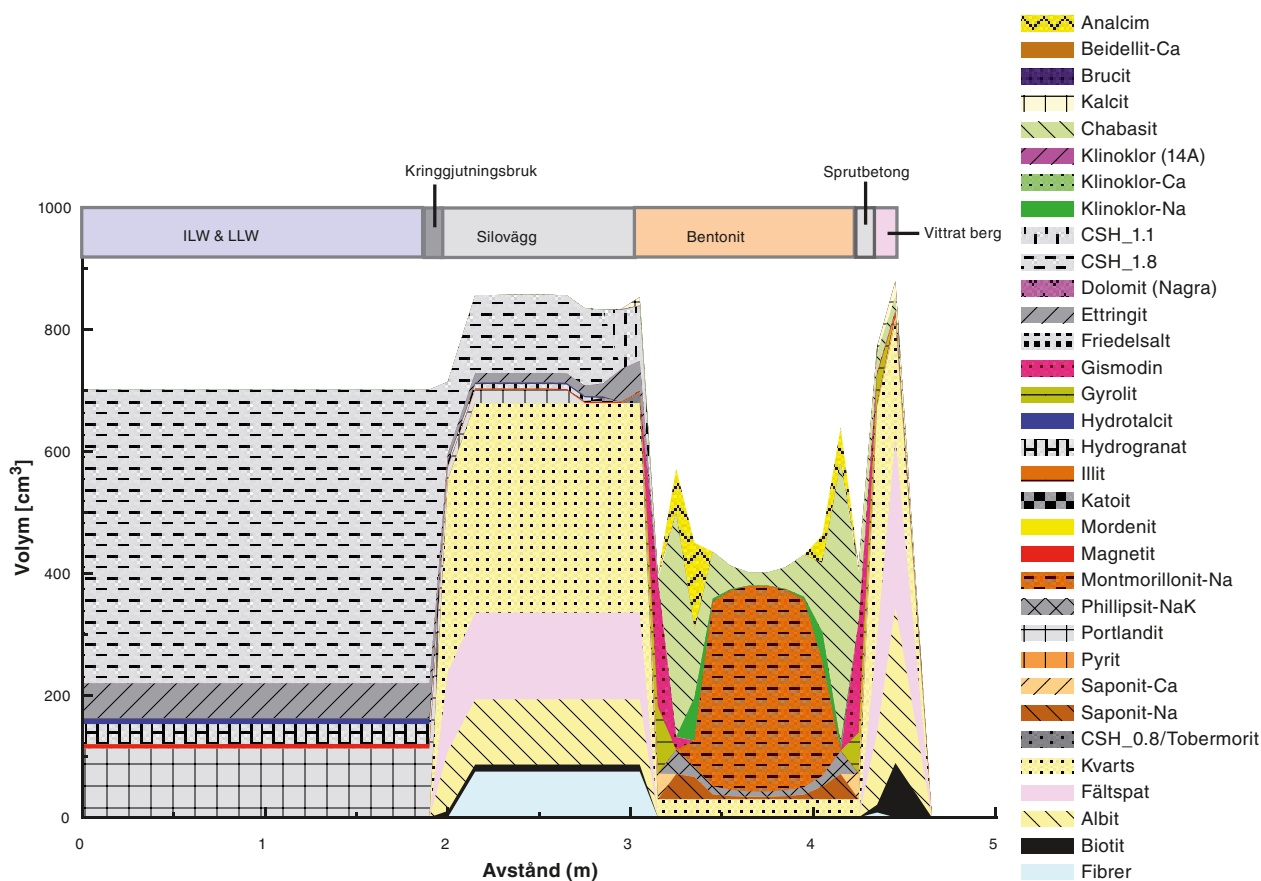 Kringgjutningsbruk
Sprutbetong
ILW & LLW
Silovägg
Bentonit
Vittrat berg
1000
800
600
400
200
0
Volym [cm³]
0
1
2
3
4
5
Avstånd (m)
Analcim
Beidellit-Ca
Brucit
Kalcit
Chabasit
Klinoklor (14A)
Klinoklor-Ca
Klinoklor-Na
CSH_1.1
CSH_1.8
Dolomit (Nagra)
Ettringit
Friedelsalt
Gismodin
Gyrolit
Hydrotalcit
Hydrogranat
Illit
Katoit
Mordenit
Magnetit
Montmorillonit-Na
Phillipsit-NaK
Portlandit
Pyrit
Saponit-Ca
Saponit-Na
CSH_0.8/Tobermorit
Kvarts
Fältspat
Albit
Biotit
Fibrer